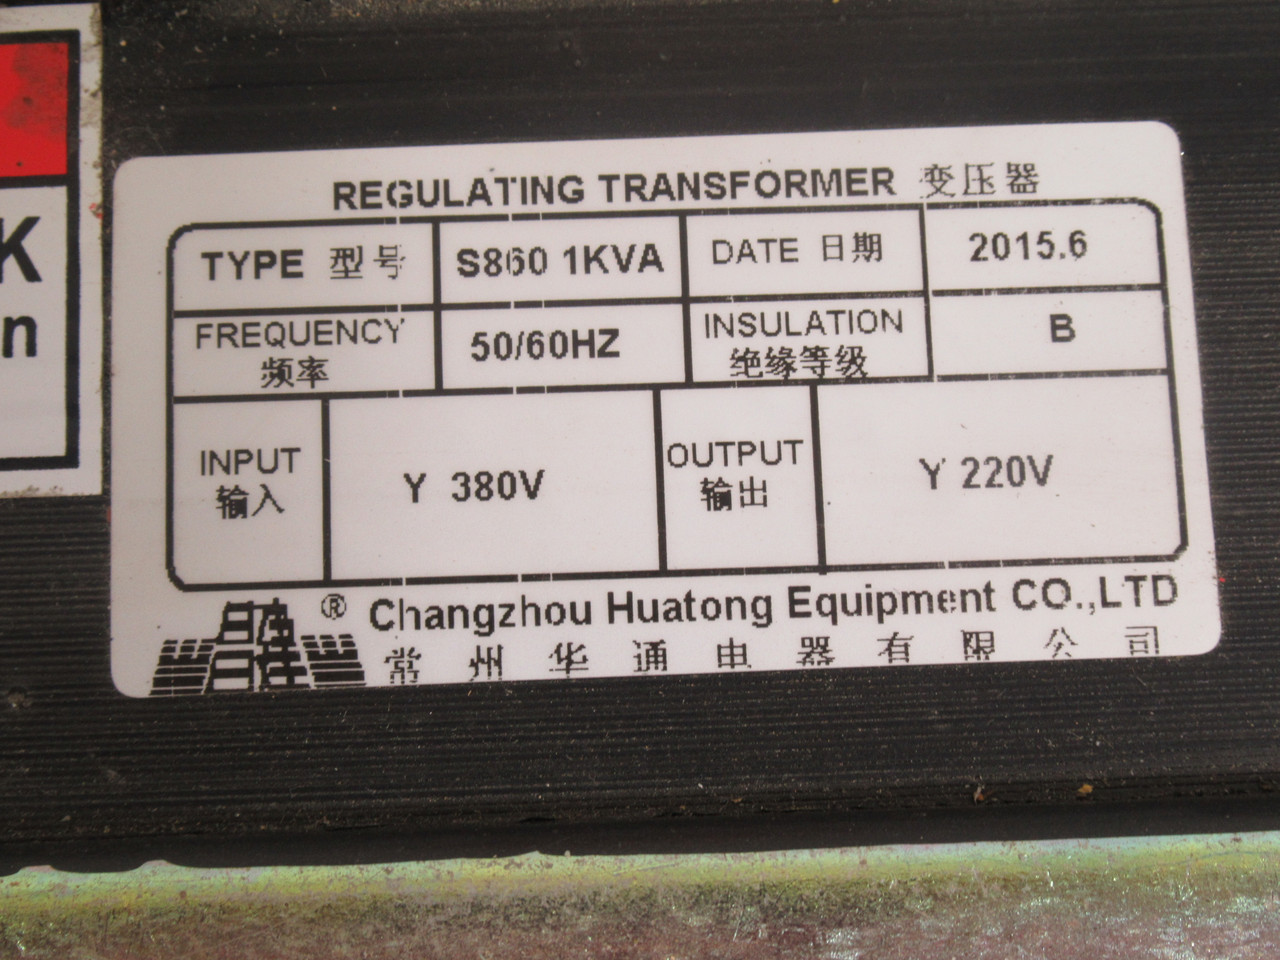 K
n
REGULATING TRANSFORMER 变压器
TYPE 型号 S860 1KVA DATE 日期 2015.6
FREQUENCY 频率 50/60HZ INSULATION 绝缘等级 B
INPUT 输入 Y 380V OUTPUT 输出 Y 220V
® Changzhou Huatong Equipment CO.,LTD
常州华通电器有限公司